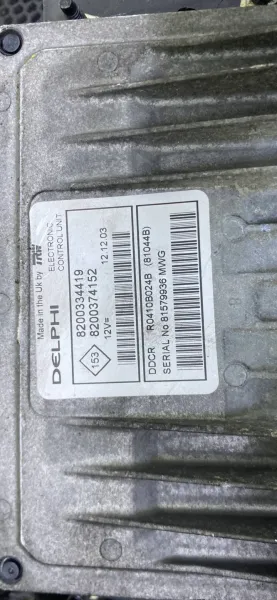 Made in the Uk by TRW
DELPHI
ELECTRONIC
CONTROL UNIT
8200334419
8200374152
153
12V=
12.12.03
DDCR. R0410B024B (81044B)
SERIAL No 81579936 MWG